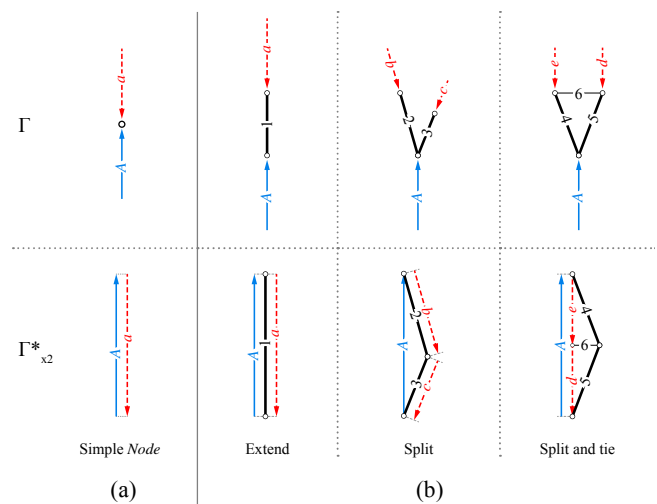 a a b c e d
Γ 1 2 3 6 4 5
A A A A
Γ*x2 A a A 1 a A 2 b 3 c A e 4 6 d 5
Simple Node Extend Split Split and tie
(a) (b)